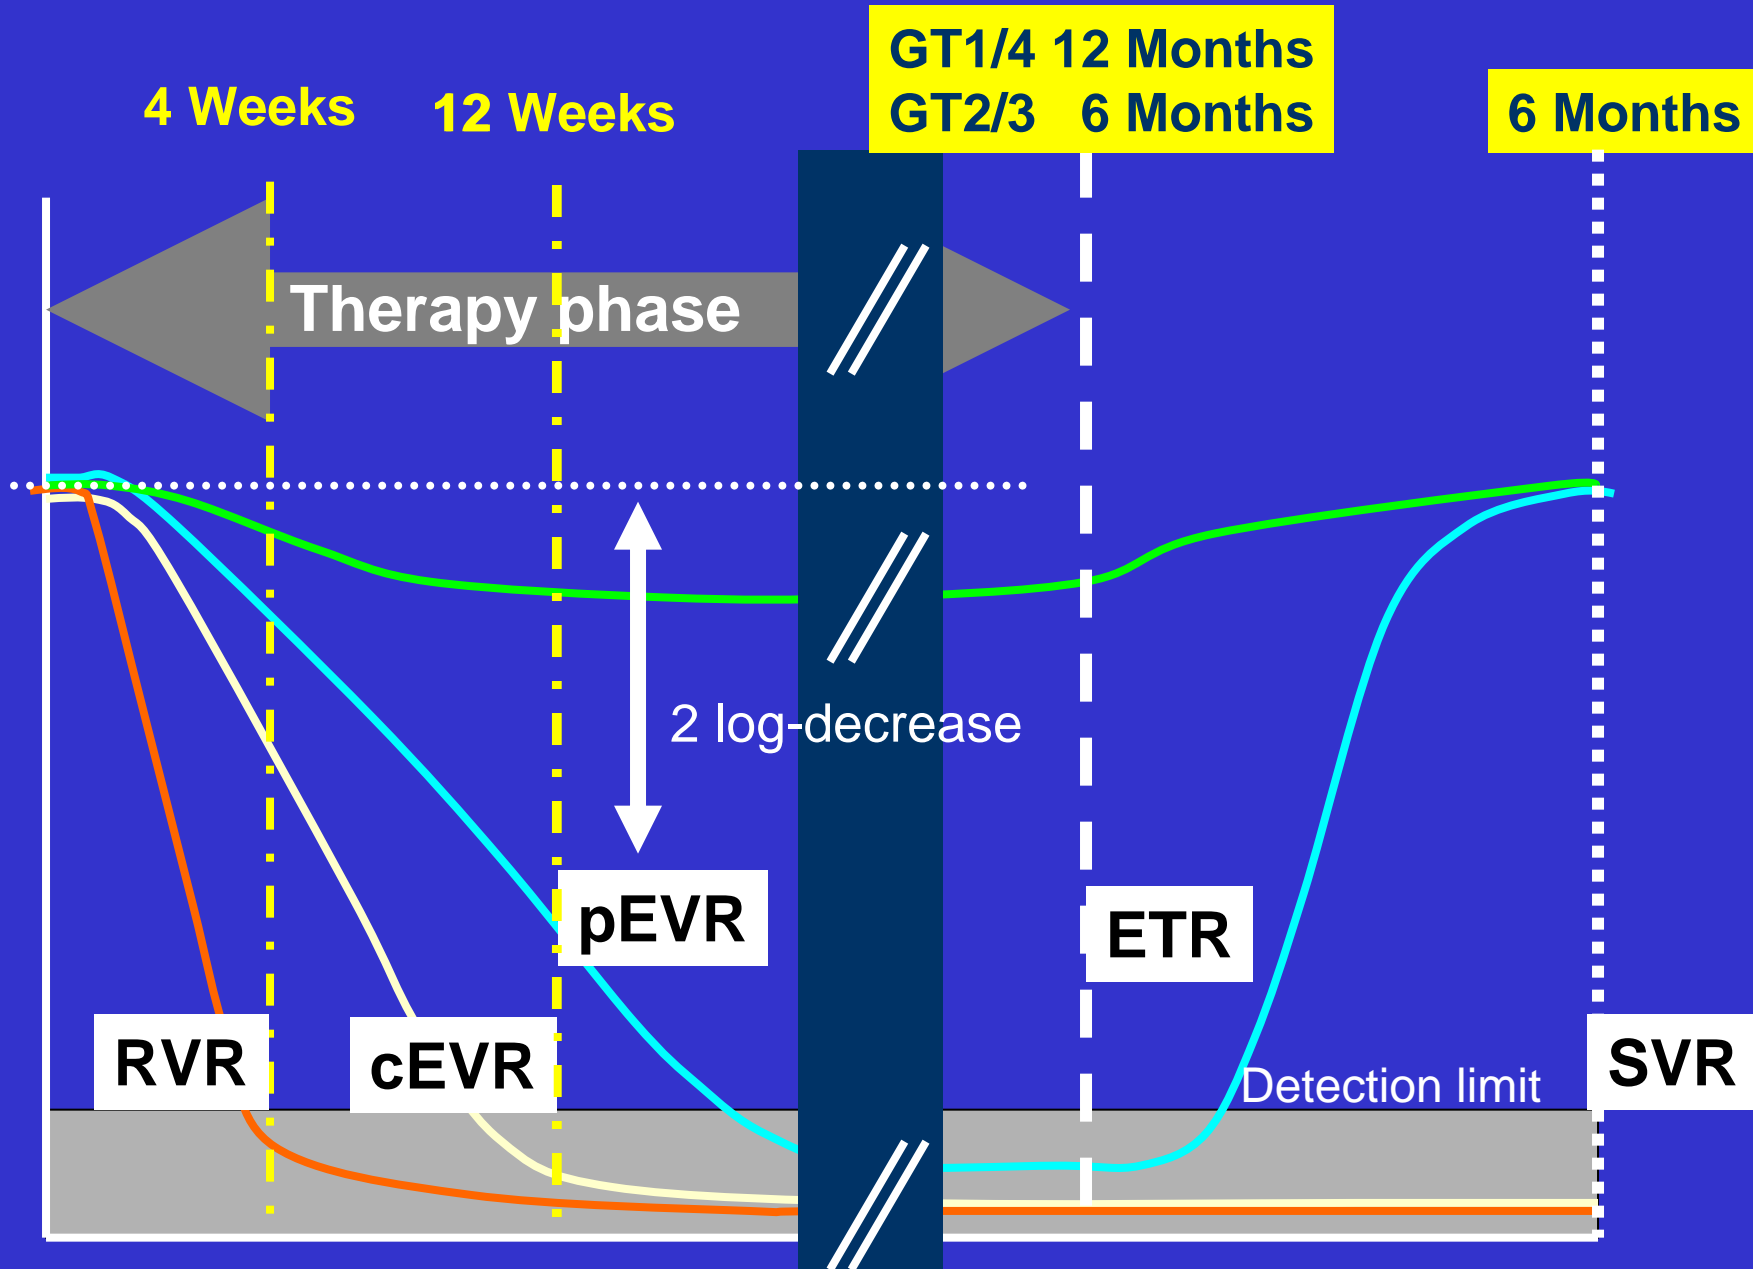 GT1/4 12 Months
GT2/3 6 Months
4 Weeks
12 Weeks
6 Months
Therapy phase
2 log-decrease
pEVR
ETR
RVR
cEVR
SVR
Detection limit